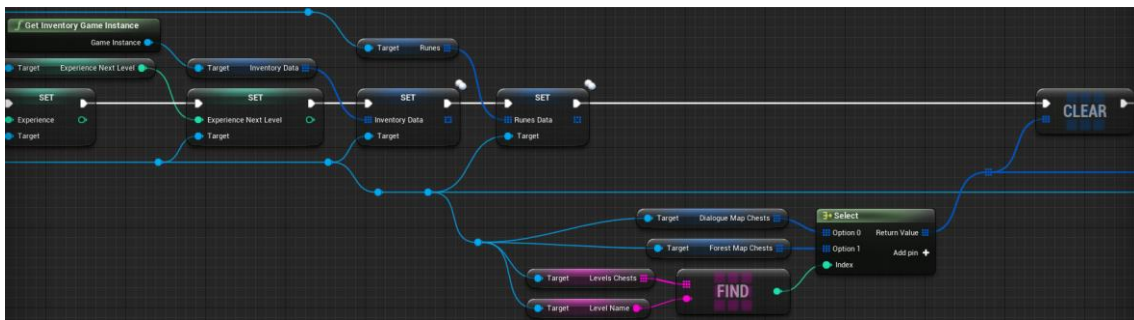 Get Inventory Game Instance
Game Instance
Target Runes
Target Experience Next Level
Target Inventory Data
SET
SET
SET
SET
CLEAR
Experience
Experience Next Level
Inventory Data
Runes Data
Target
Target
Target
Target
Target Dialogue Map Chests
Select
Option 0 Return Value
Target Forest Map Chests
Option 1 Add pin
Index
Target Levels Chests
FIND
Target Level Name